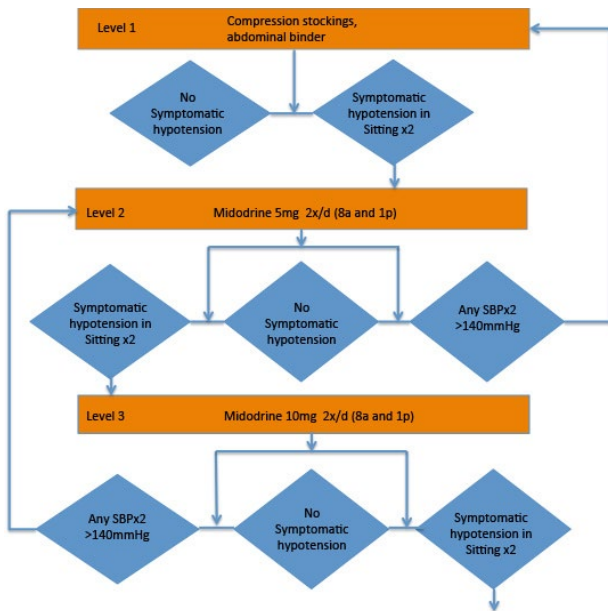 Level 1
Compression stockings,
abdominal binder
No
Symptomatic
hypotension
Symptomatic
hypotension in
Sitting x2
Level 2
Midodrine 5mg 2x/d (8a and 1p)
Symptomatic
hypotension in
Sitting x2
No
Symptomatic
hypotension
Any SBPx2
>140mmHg
Level 3
Midodrine 10mg 2x/d (8a and 1p)
Any SBPx2
>140mmHg
No
Symptomatic
hypotension
Symptomatic
hypotension in
Sitting x2